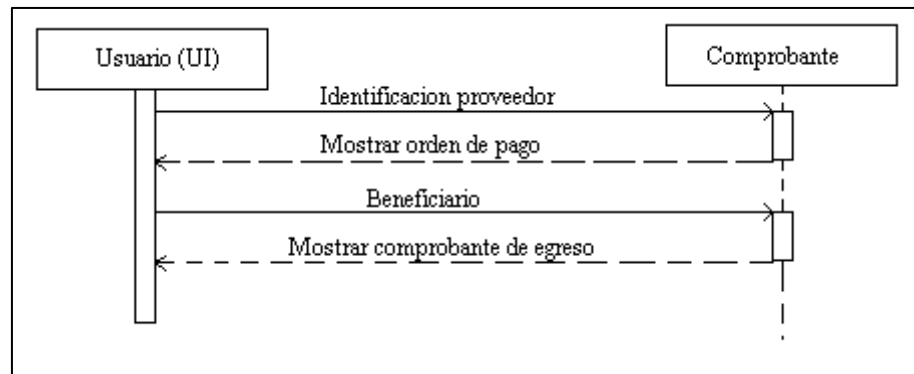 Usuario (UI)
Comprobante
Identificacion proveedor
Mostrar orden de pago
Beneficiario
Mostrar comprobante de egreso